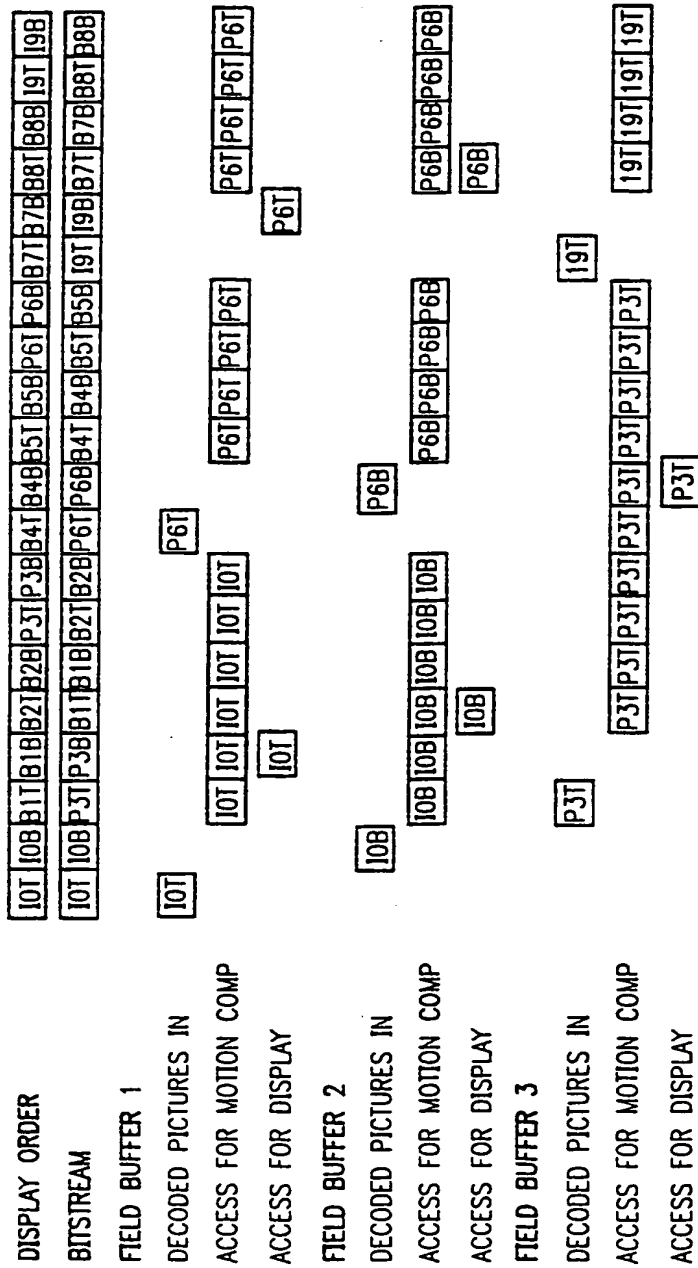 DISPLAY ORDER I0T I0B B1T B1B B2T B2B P3T P3B B4T B4B B5T B5B P6T P6B B7T B7B B8T B8B I9T I9B
BITSTREAM I0T I0B P3T P3B B1T B1B B2T B2B P6T P6B B4T B4B B5T B5B I9T I9B B7T B7B B8T B8B
FIELD BUFFER 1
DECODED PICTURES IN I0T P6T
ACCESS FOR MOTION COMP I0T I0T I0T I0T I0T I0T P6T P6T P6T P6T P6T P6T P6T P6T
ACCESS FOR DISPLAY I0T P6T
FIELD BUFFER 2
DECODED PICTURES IN I0B P6B
ACCESS FOR MOTION COMP I0B I0B I0B I0B I0B I0B P6B P6B P6B P6B P6B P6B P6B P6B
ACCESS FOR DISPLAY I0B P6B
FIELD BUFFER 3
DECODED PICTURES IN P3T I9T
ACCESS FOR MOTION COMP P3T P3T P3T P3T P3T P3T P3T P3T P3T P3T I9T I9T I9T I9T
ACCESS FOR DISPLAY P3T